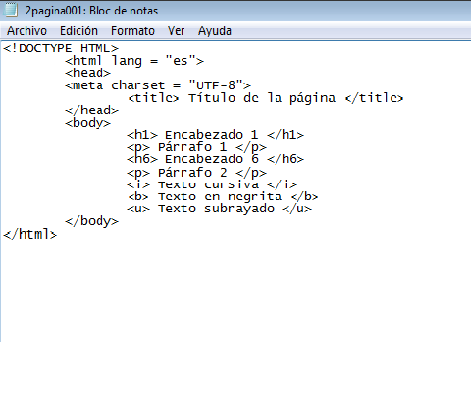 2pagina001: Bloc de notas
Archivo Edición Formato Ver Ayuda
<!DOCTYPE HTML>
<html lang = "es">
<head>
<meta charset = "UTF-8">
<title> Título de la página </title>
</head>
<body>
<h1> Encabezado 1 </h1>
<p> Párrafo 1 </p>
<h6> Encabezado 6 </h6>
<p> Párrafo 2 </p>
<i> Texto cursiva </i>
<b> Texto en negrita </b>
<u> Texto subrayado </u>
</body>
</html>